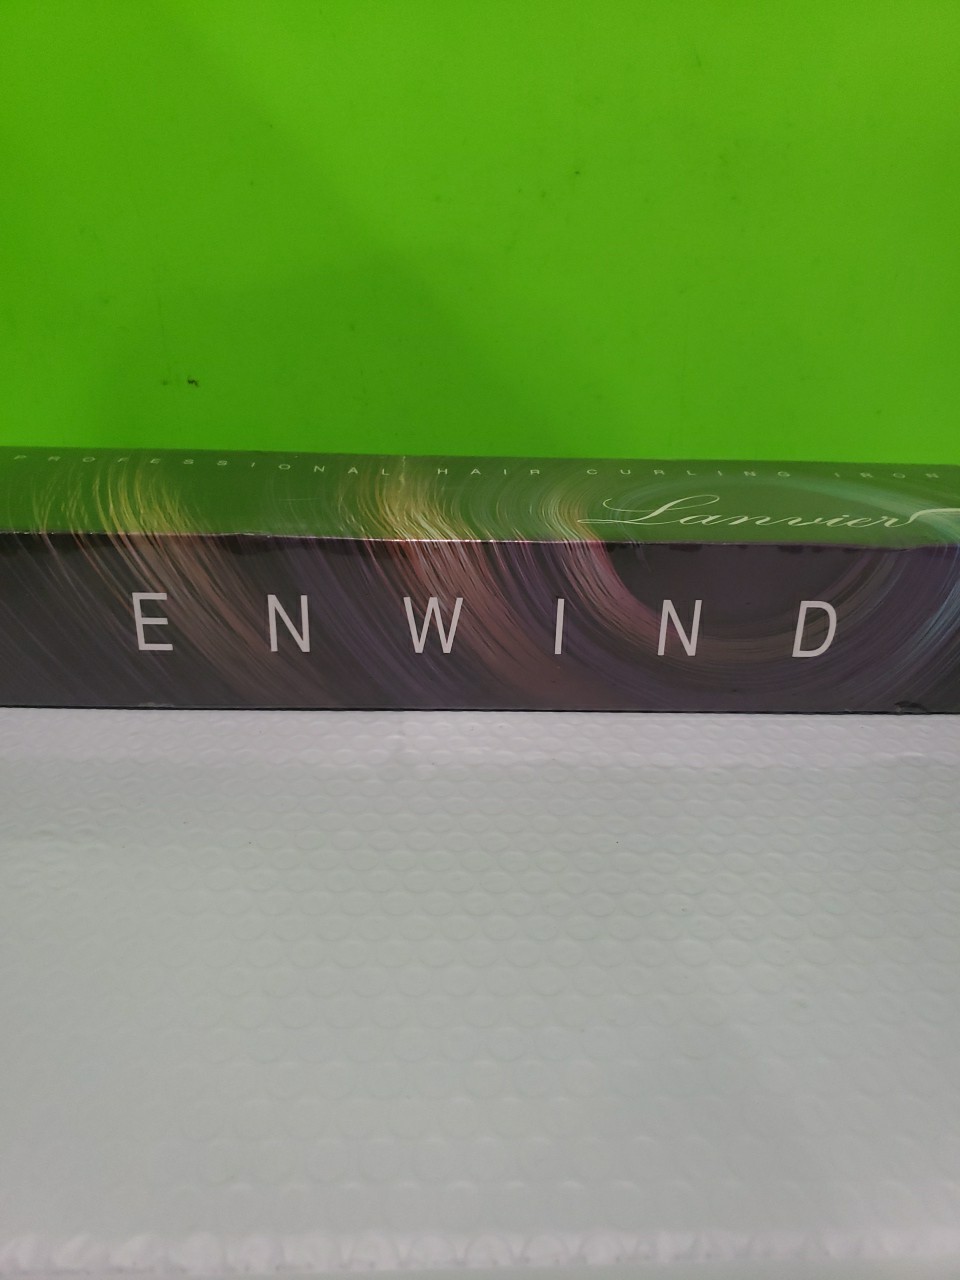 PROFESSIONAL HAIR CURLING IRON
Lanvier
ENWIND